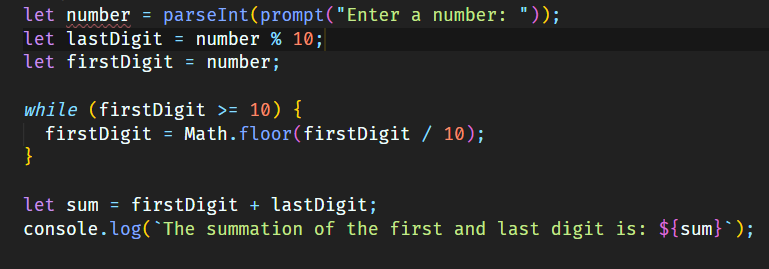 let number = parseInt(prompt("Enter a number: "));
let lastDigit = number % 10;
let firstDigit = number;
while (firstDigit >= 10) {
firstDigit = Math.floor(firstDigit / 10);
}
let sum = firstDigit + lastDigit;
console.log(`The summation of the first and last digit is: ${sum}`);